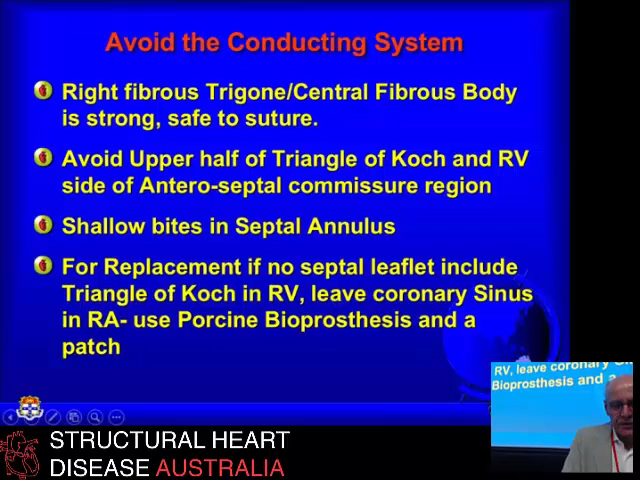 Avoid the Conducting System
Right fibrous Trigone/Central Fibrous Body
is strong, safe to suture.
Avoid Upper half of Triangle of Koch and RV
side of Antero-septal commissure region
Shallow bites in Septal Annulus
For Replacement if no septal leaflet include
Triangle of Koch in RV, leave coronary Sinus
in RA- use Porcine Bioprosthesis and a
patch
RV, leave coronary
Bioprosthesis and a
STRUCTURAL HEART
DISEASE AUSTRALIA